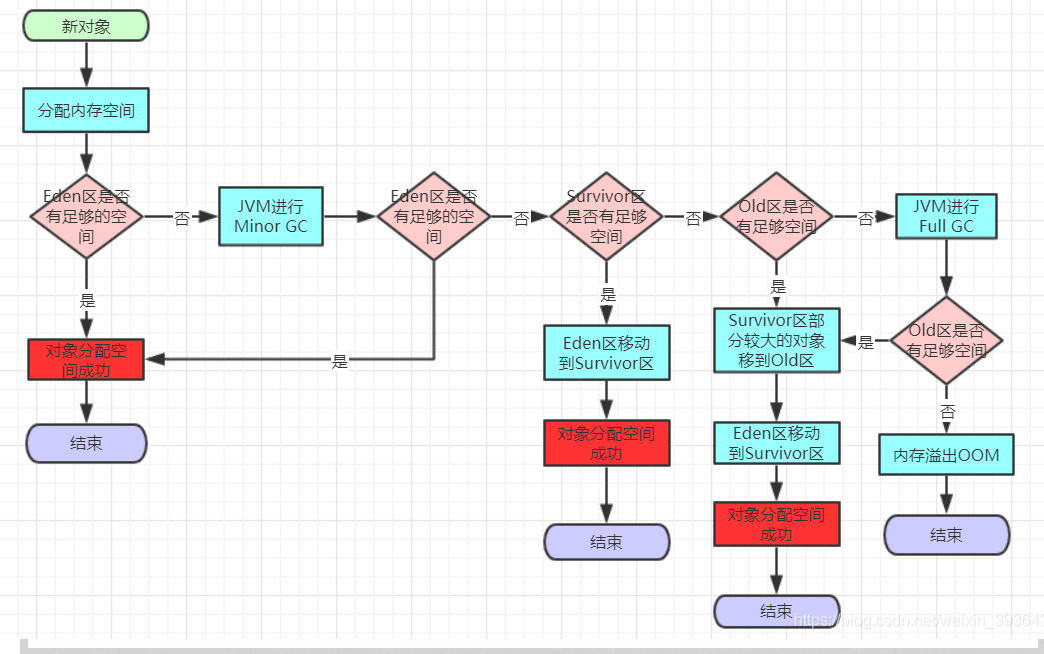 新对象
分配内存空间
Eden区是否
有足够的空
间
否
JVM进行
Minor GC
Eden区是否
有足够的空
间
否
Survivor区
是否有足够
空间
否
Old区是否
有足够空间
否
JVM进行
Full GC
是
对象分配空
间成功
结束
是
是
Eden区移动
到Survivor区
对象分配空间
成功
结束
是
Survivor区部
分较大的对象
移到Old区
Eden区移动
到Survivor区
对象分配空间
成功
结束
Old区是否
有足够空间
是
否
内存溢出OOM
结束
https://blog.csdn.net/weixin_393643